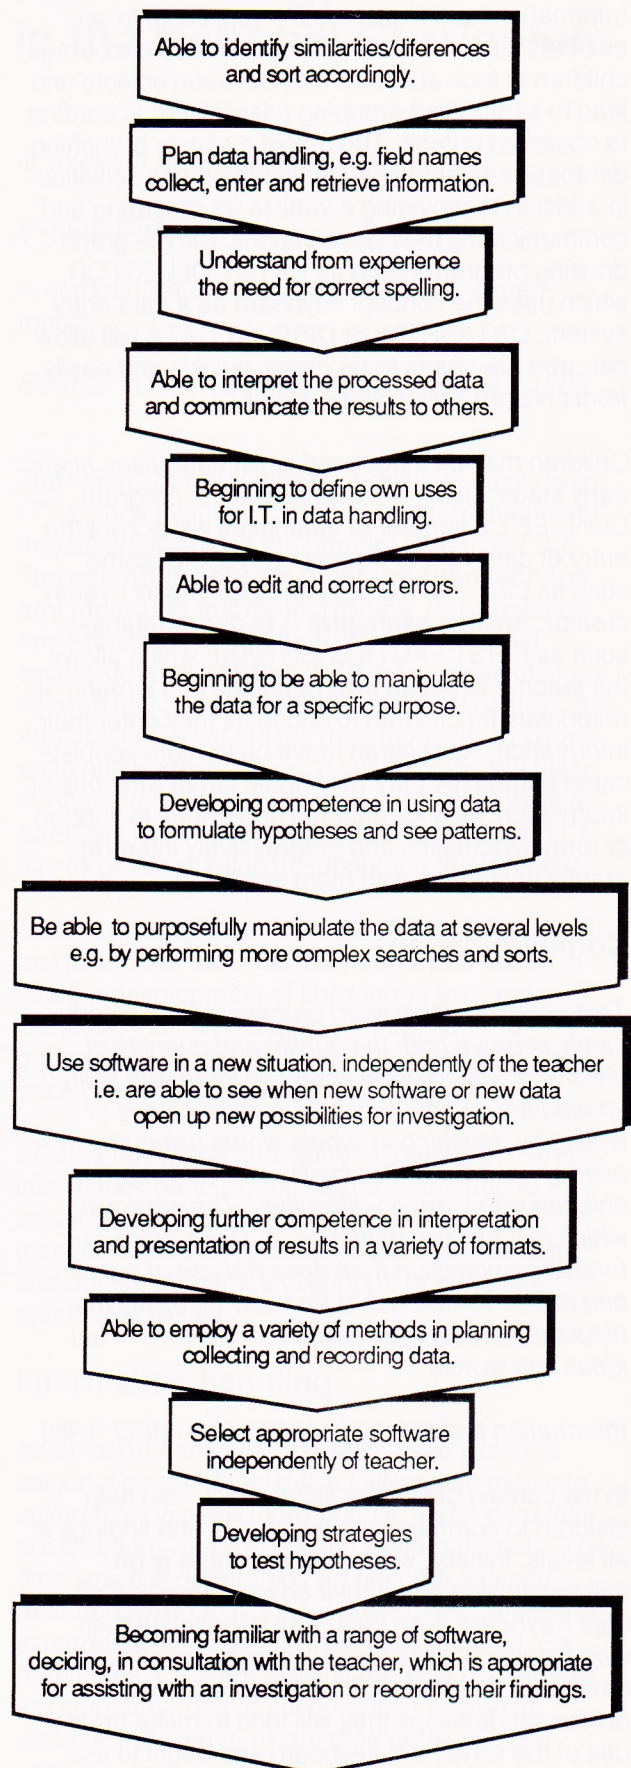 Able to identify similarities/diferences
and sort accordingly.
Plan data handling, e.g. field names
collect, enter and retrieve information.
Understand from experience
the need for correct spelling.
Able to interpret the processed data
and communicate the results to others.
Beginning to define own uses
for I.T. in data handling.
Able to edit and correct errors.
Beginning to be able to manipulate
the data for a specific purpose.
Developing competence in using data
to formulate hypotheses and see patterns.
Be able to purposefully manipulate the data at several levels
e.g. by performing more complex searches and sorts.
Use software in a new situation. independently of the teacher
i.e. are able to see when new software or new data
open up new possibilities for investigation.
Developing further competence in interpretation
and presentation of results in a variety of formats.
Able to employ a variety of methods in planning
collecting and recording data.
Select appropriate software
independently of teacher.
Developing strategies
to test hypotheses.
Becoming familiar with a range of software,
deciding, in consultation with the teacher, which is appropriate
for assisting with an investigation or recording their findings.